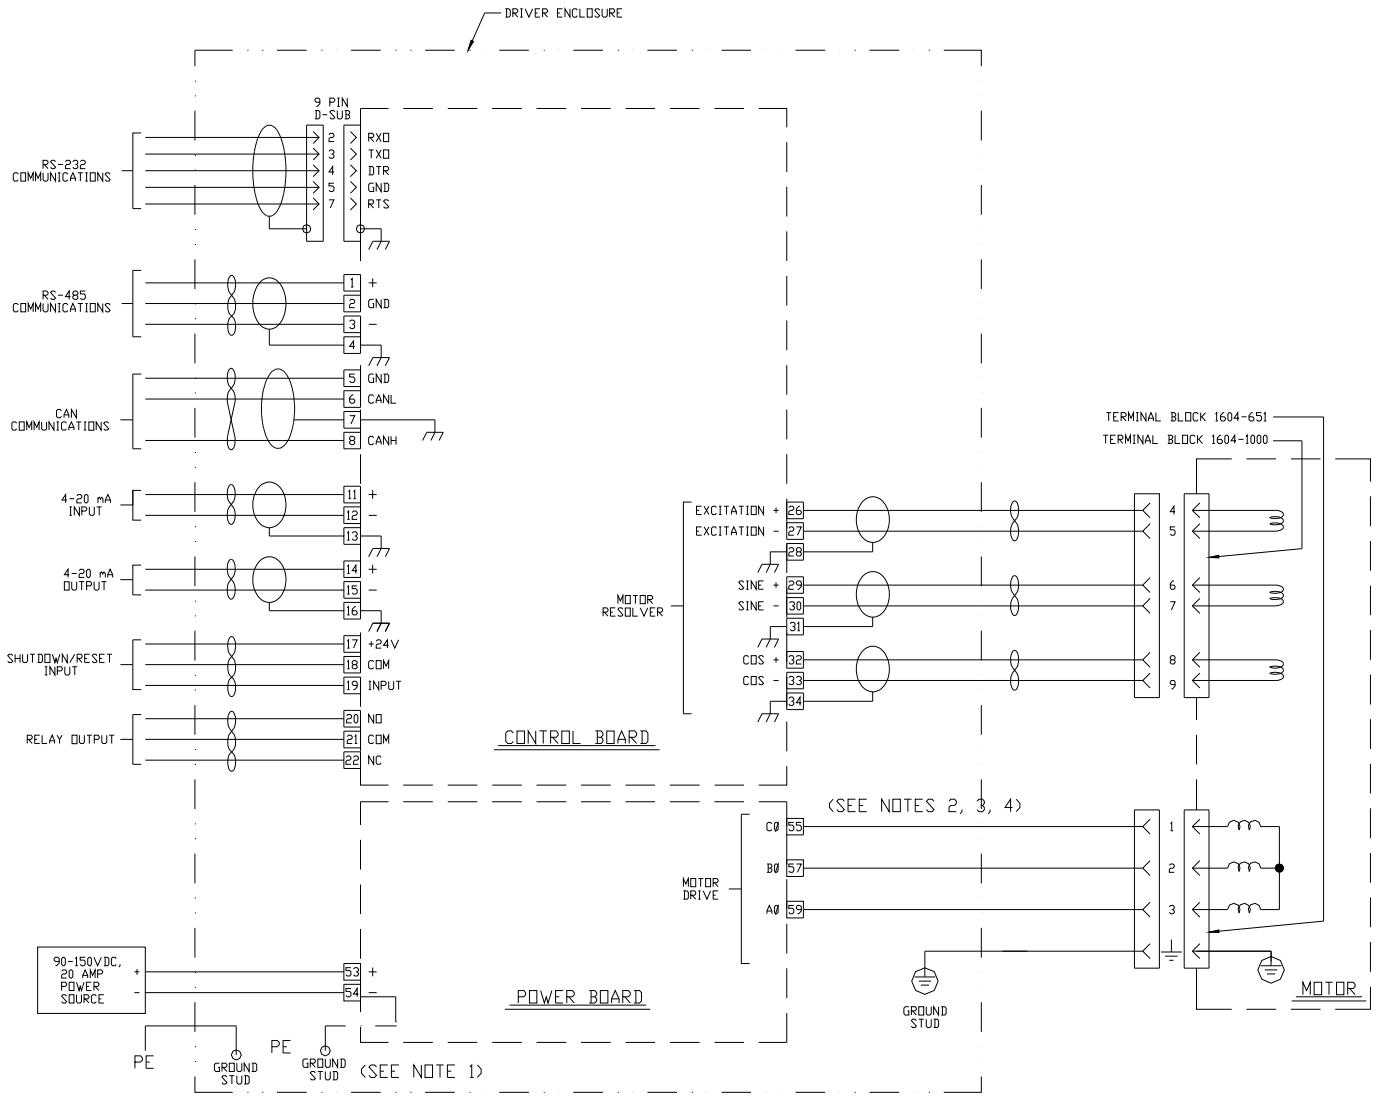 DRIVER ENCLOSURE
9 PIN
D-SUB
RS-232
COMMUNICATIONS
2 RXD
3 TXD
4 DTR
5 GND
7 RTS
RS-485
COMMUNICATIONS
1 +
2 GND
3 -
4
CAN
COMMUNICATIONS
5 GND
6 CANL
7
8 CANH
4-20 mA
INPUT
11 +
12 -
13
4-20 mA
OUTPUT
14 +
15 -
16
SHUTDOWN/RESET
INPUT
17 +24V
18 COM
19 INPUT
RELAY OUTPUT
20 NO
21 COM
22 NC
CONTROL BOARD
MOTOR
RESOLVER
EXCITATION + 26
EXCITATION - 27
28
SINE + 29
SINE - 30
31
COS + 32
COS - 33
34
TERMINAL BLOCK 1604-651
TERMINAL BLOCK 1604-1000
4
5
6
7
8
9
(SEE NOTES 2, 3, 4)
MOTOR
DRIVE
CØ 55
BØ 57
AØ 59
1
2
3
GROUND
STUD
MOTOR
90-150VDC,
20 AMP
POWER
SOURCE
+
-
53 +
54 -
POWER BOARD
PE
GROUND
STUD
PE
GROUND
STUD
(SEE NOTE 1)